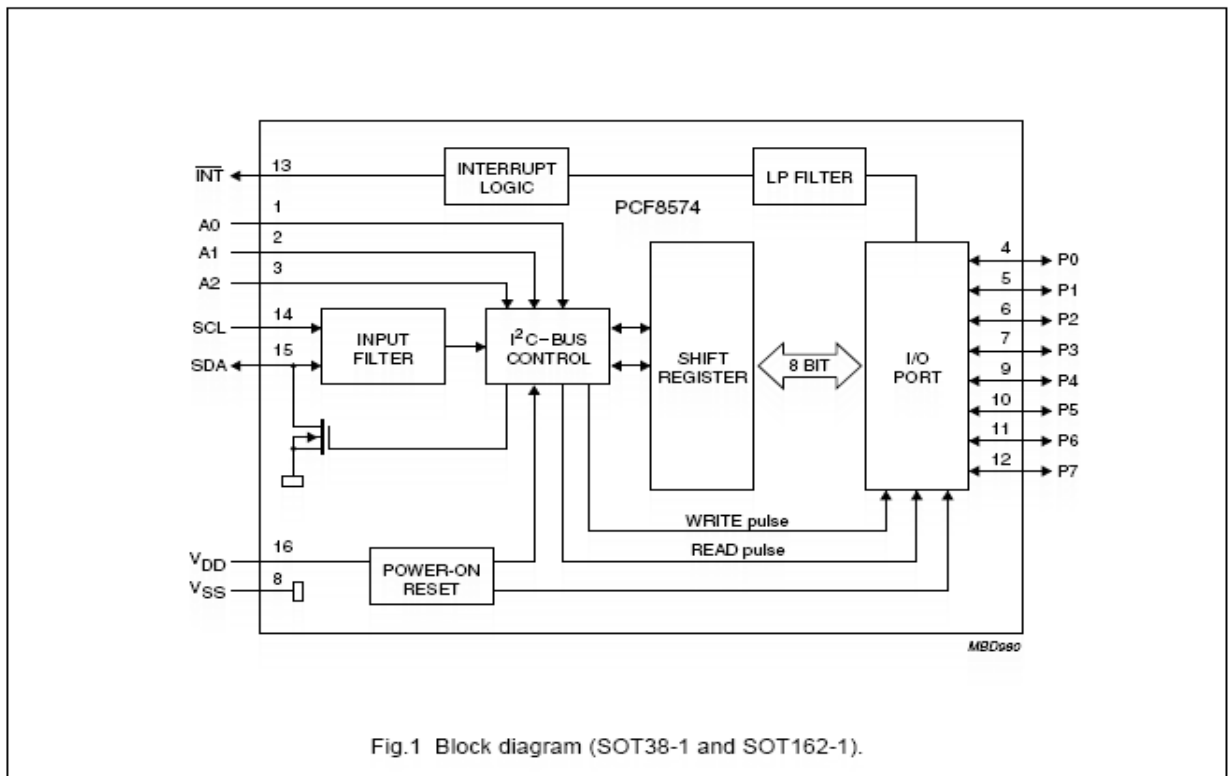 INT
13
INTERRUPT
LOGIC
LP FILTER
PCF8574
A0
1
A1
2
A2
3
SCL
14
SDA
15
INPUT
FILTER
I²C-BUS
CONTROL
SHIFT
REGISTER
8 BIT
I/O
PORT
4
P0
5
P1
6
P2
7
P3
9
P4
10
P5
11
P6
12
P7
WRITE pulse
READ pulse
VDD
16
VSS
8
POWER-ON
RESET
MBD980
Fig.1 Block diagram (SOT38-1 and SOT162-1).